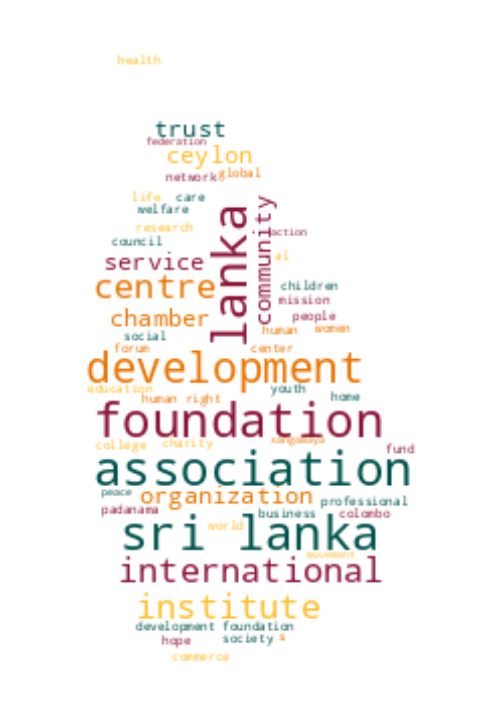 health
trust
federation
ceylon
network global
life care
welfare
lanka
community
research
action
council
service
al
centre
children
mission
chamber
people
human women
social
forum center
development
education
youth
human right
home
foundation
sangamaya
college charity
fund
association
peace
organization
professional
padanama
business colombo
world
sri lanka
movement
international
institute
development foundation
hope society s
commerce